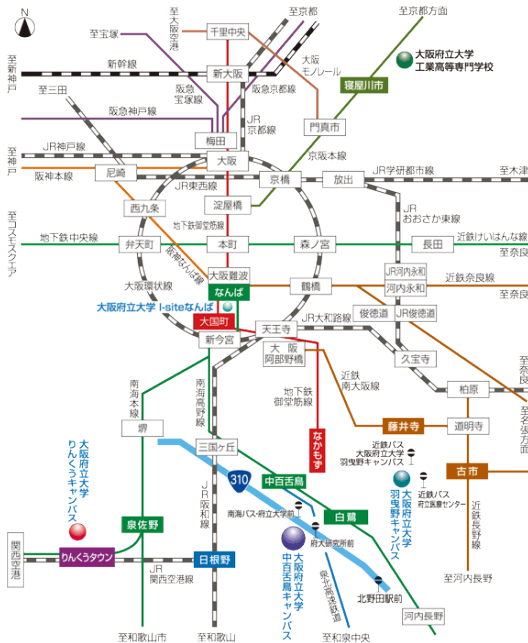 N
至大阪空港
至京都
至京都方面
至宝塚
千里中央
新幹線
新大阪
大阪
モノレール
大阪府立大学
工業高等専門学校
至新神戸
至三田
阪急
宝塚線
阪急京都線
寝屋川市
阪急神戸線
JR
京都線
門真市
梅田
京阪本線
至神戸
JR神戸線
大阪
JR学研都市線
至木津
阪神本線
尼崎
JR東西線
京橋
放出
西九条
淀屋橋
JR
おおさか東線
地下鉄御堂筋線
至コスモスクエア
地下鉄中央線
弁天町
本町
森ノ宮
長田
近鉄けいはんな線
至奈良
阪神なんば線
大阪難波
JR河内永和
河内永和
近鉄奈良線
至奈良
大阪環状線
なんば
鶴橋
大阪府立大学 I-siteなんば
俊徳道
JR俊徳道
大国町
天王寺
JR大和路線
新今宮
大阪
阿部野橋
久宝寺
至奈良
近鉄
南大阪線
柏原
至名張方面
南海本線
南海高野線
地下鉄
御堂筋線
堺
なかもず
藤井寺
道明寺
三国ヶ丘
近鉄バス
大阪府立大学
羽曳野キャンパス
古市
大阪府立大学
りんくうキャンパス
310
中百舌鳥
大阪府立大学
羽曳野キャンパス
近鉄バス
府立医療センター
JR阪和線
南海バス・府立大学前
白鷺
近鉄長野線
泉佐野
府大研究所前
関西空港
りんくうタウン
日根野
大阪府立大学
中百舌鳥キャンパス
JR
関西空港線
泉北高速鉄道
北野田駅前
至河内長野
河内長野
至和歌山市
至和歌山
至和泉中央